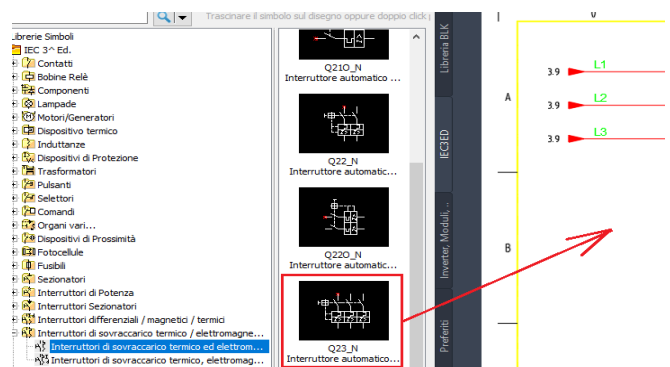 Trascinare il simbolo sul disegno oppure doppio click
Librerie Simboli
IEC 3^ Ed.
Contatti
Bobine Relè
Componenti
Lampade
Motori/Generatori
Dispositivo termico
Induttanze
Dispositivi di Protezione
Trasformatori
Pulsanti
Selettori
Comandi
Organi vari...
Dispositivi di Prossimità
Fotocellule
Fusibili
Sezionatori
Interruttori di Potenza
Interruttori Sezionatori
Interruttori differenziali / magnetici / termici
Interruttori di sovraccarico termico / elettromagne...
Interruttori di sovraccarico termico ed elettrom...
Interruttori di sovraccarico termico, elettromag...
Q21O_N
Interruttore automatico ...
Q22_N
Interruttore automatic...
Q22O_N
Interruttore automatic...
Q23_N
Interruttore automatico...
Libreria BLK
IEC3ED
Inverter, Moduli, ..
Preferiti
A
B
3.9
L1
3.9
L2
3.9
L3